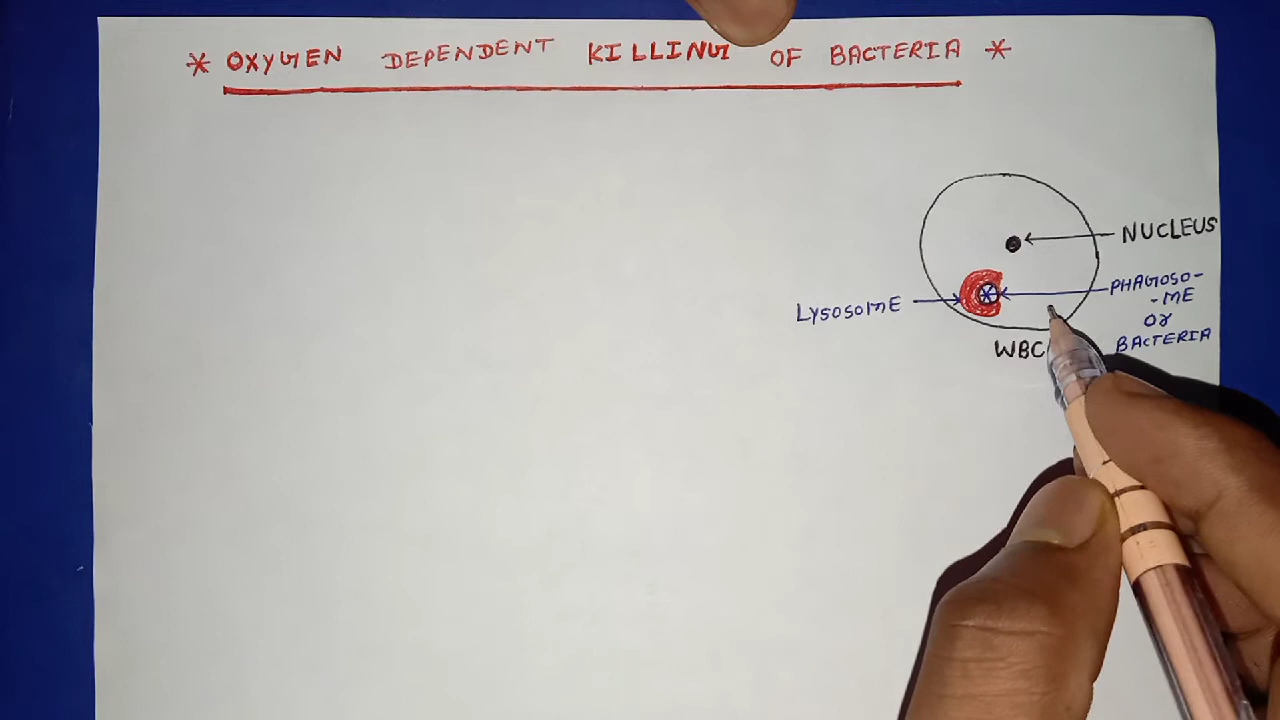 * OXYGEN DEPENDENT KILLING OF BACTERIA *
NUCLEUS
PHAGOSO-
-ME
Or
BACTERIA
LYSOSOME
WBC